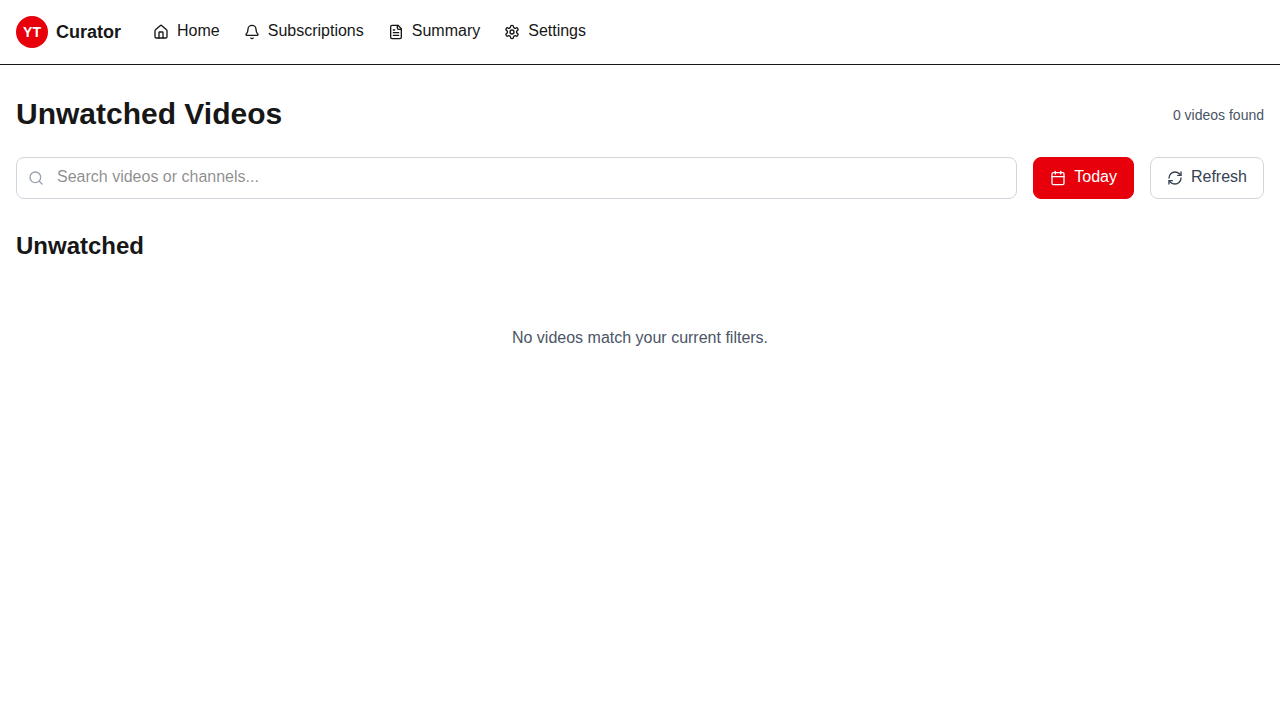 YT Curator Home Subscriptions Summary Settings
Unwatched Videos 0 videos found
Search videos or channels... Today Refresh
Unwatched
No videos match your current filters.